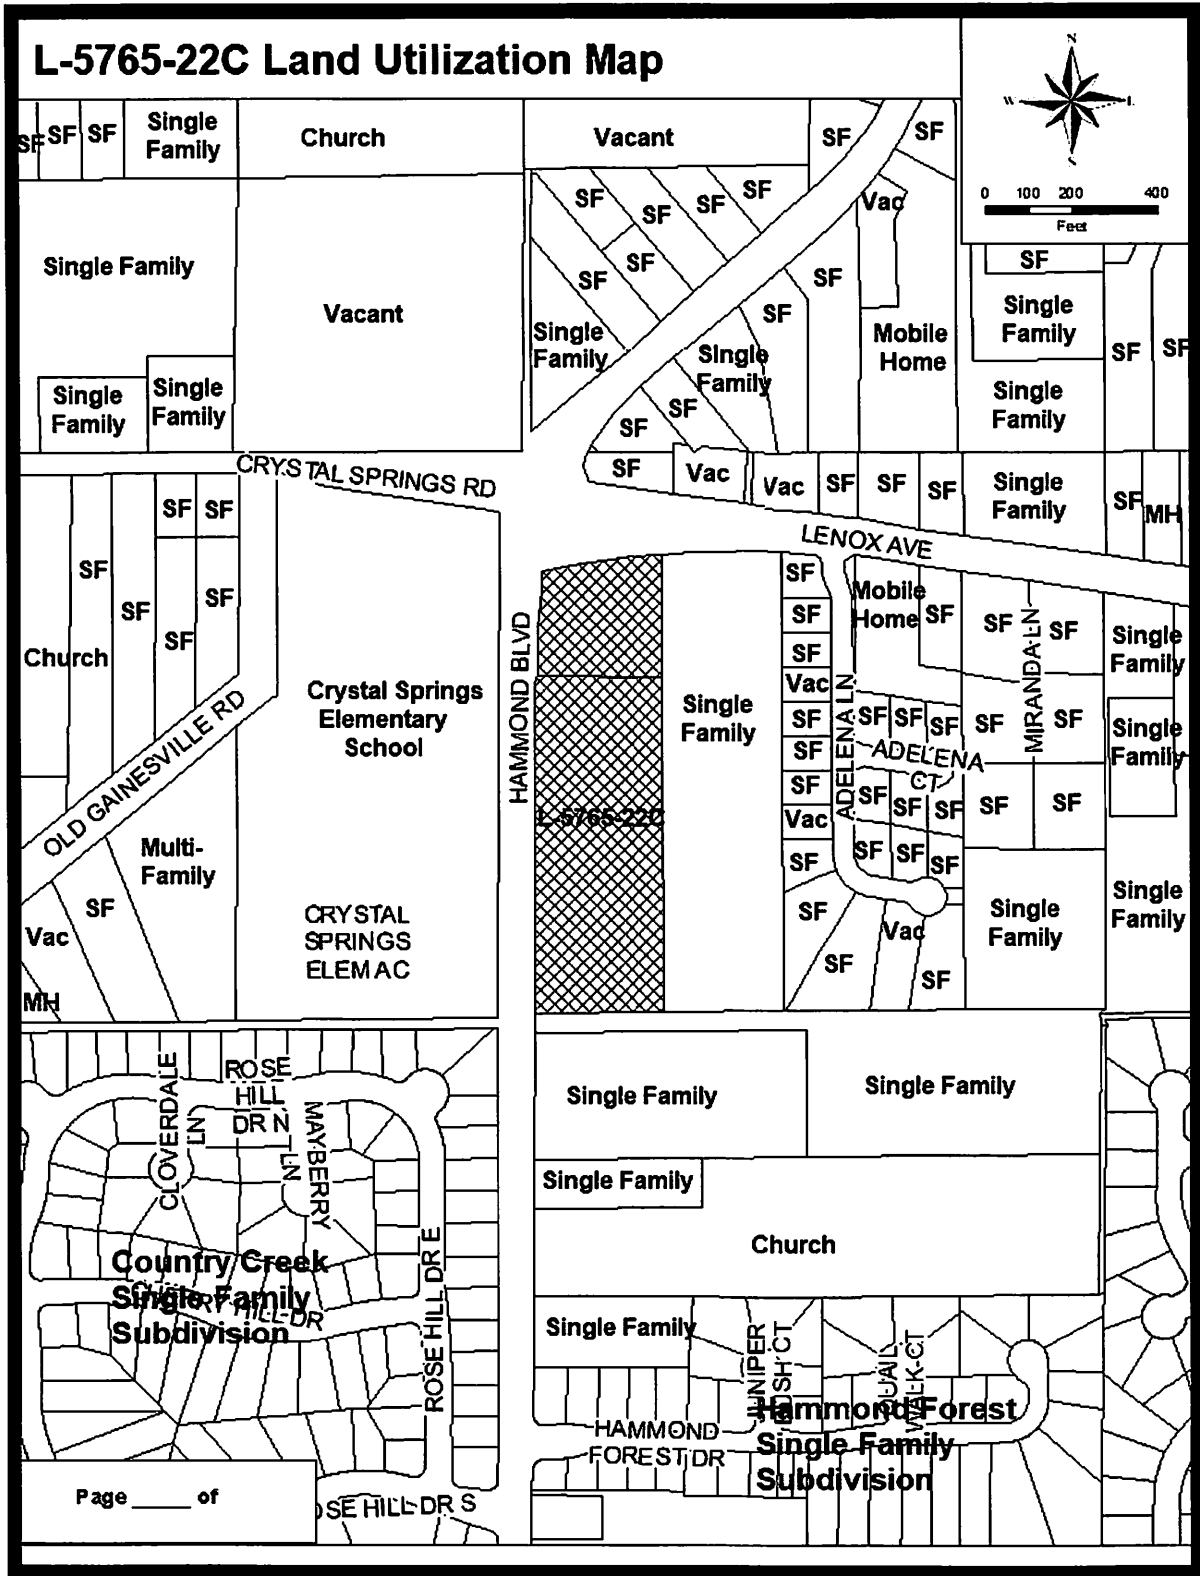 L-5765-22C Land Utilization Map
N
W
E
S
0 100 200 400
Feet
SF
SF
SF
Single
Family
Church
Vacant
SF
SF
SF
SF
SF
SF
Vac
Single Family
Vacant
SF
SF
SF
SF
SF
Single
Family
Single
Family
Mobile
Home
Single
Family
SF
SF
Single
Family
Single
Family
Single
Family
SF
SF
CRYSTAL SPRINGS RD
SF
Vac
Vac
SF
SF
SF
Single
Family
SF
MH
LENOX AVE
SF
SF
SF
SF
SF
SF
Church
OLD GAINESVILLE RD
Multi-
Family
SF
Vac
MH
Crystal Springs
Elementary
School
CRYSTAL
SPRINGS
ELEM AC
HAMMOND BLVD
L-5765-22C
Single
Family
SF
SF
SF
Vac
SF
SF
SF
Vac
SF
SF
SF
ADELENA LN
Mobile
Home
SF
SF
SF
MIRANDA LN
Single
Family
SF
SF
SF
SF
SF
Single
Family
ADELENA
CT
SF
SF
SF
SF
SF
SF
SF
SF
Vac
SF
Single
Family
Single
Family
ROSE
HILL
DR N
CLOVERDALE
LN
MAYBERRY
LN
Single Family
Single Family
Single Family
Church
Country Creek
Single Family
Subdivision
ROSE HILL DR E
Single Family
JUNIPER
BUSH CT
QUAIL
WALK CT
HAMMOND
FOREST DR
Hammond Forest
Single Family
Subdivision
Page _____ of
OSE HILL DR S